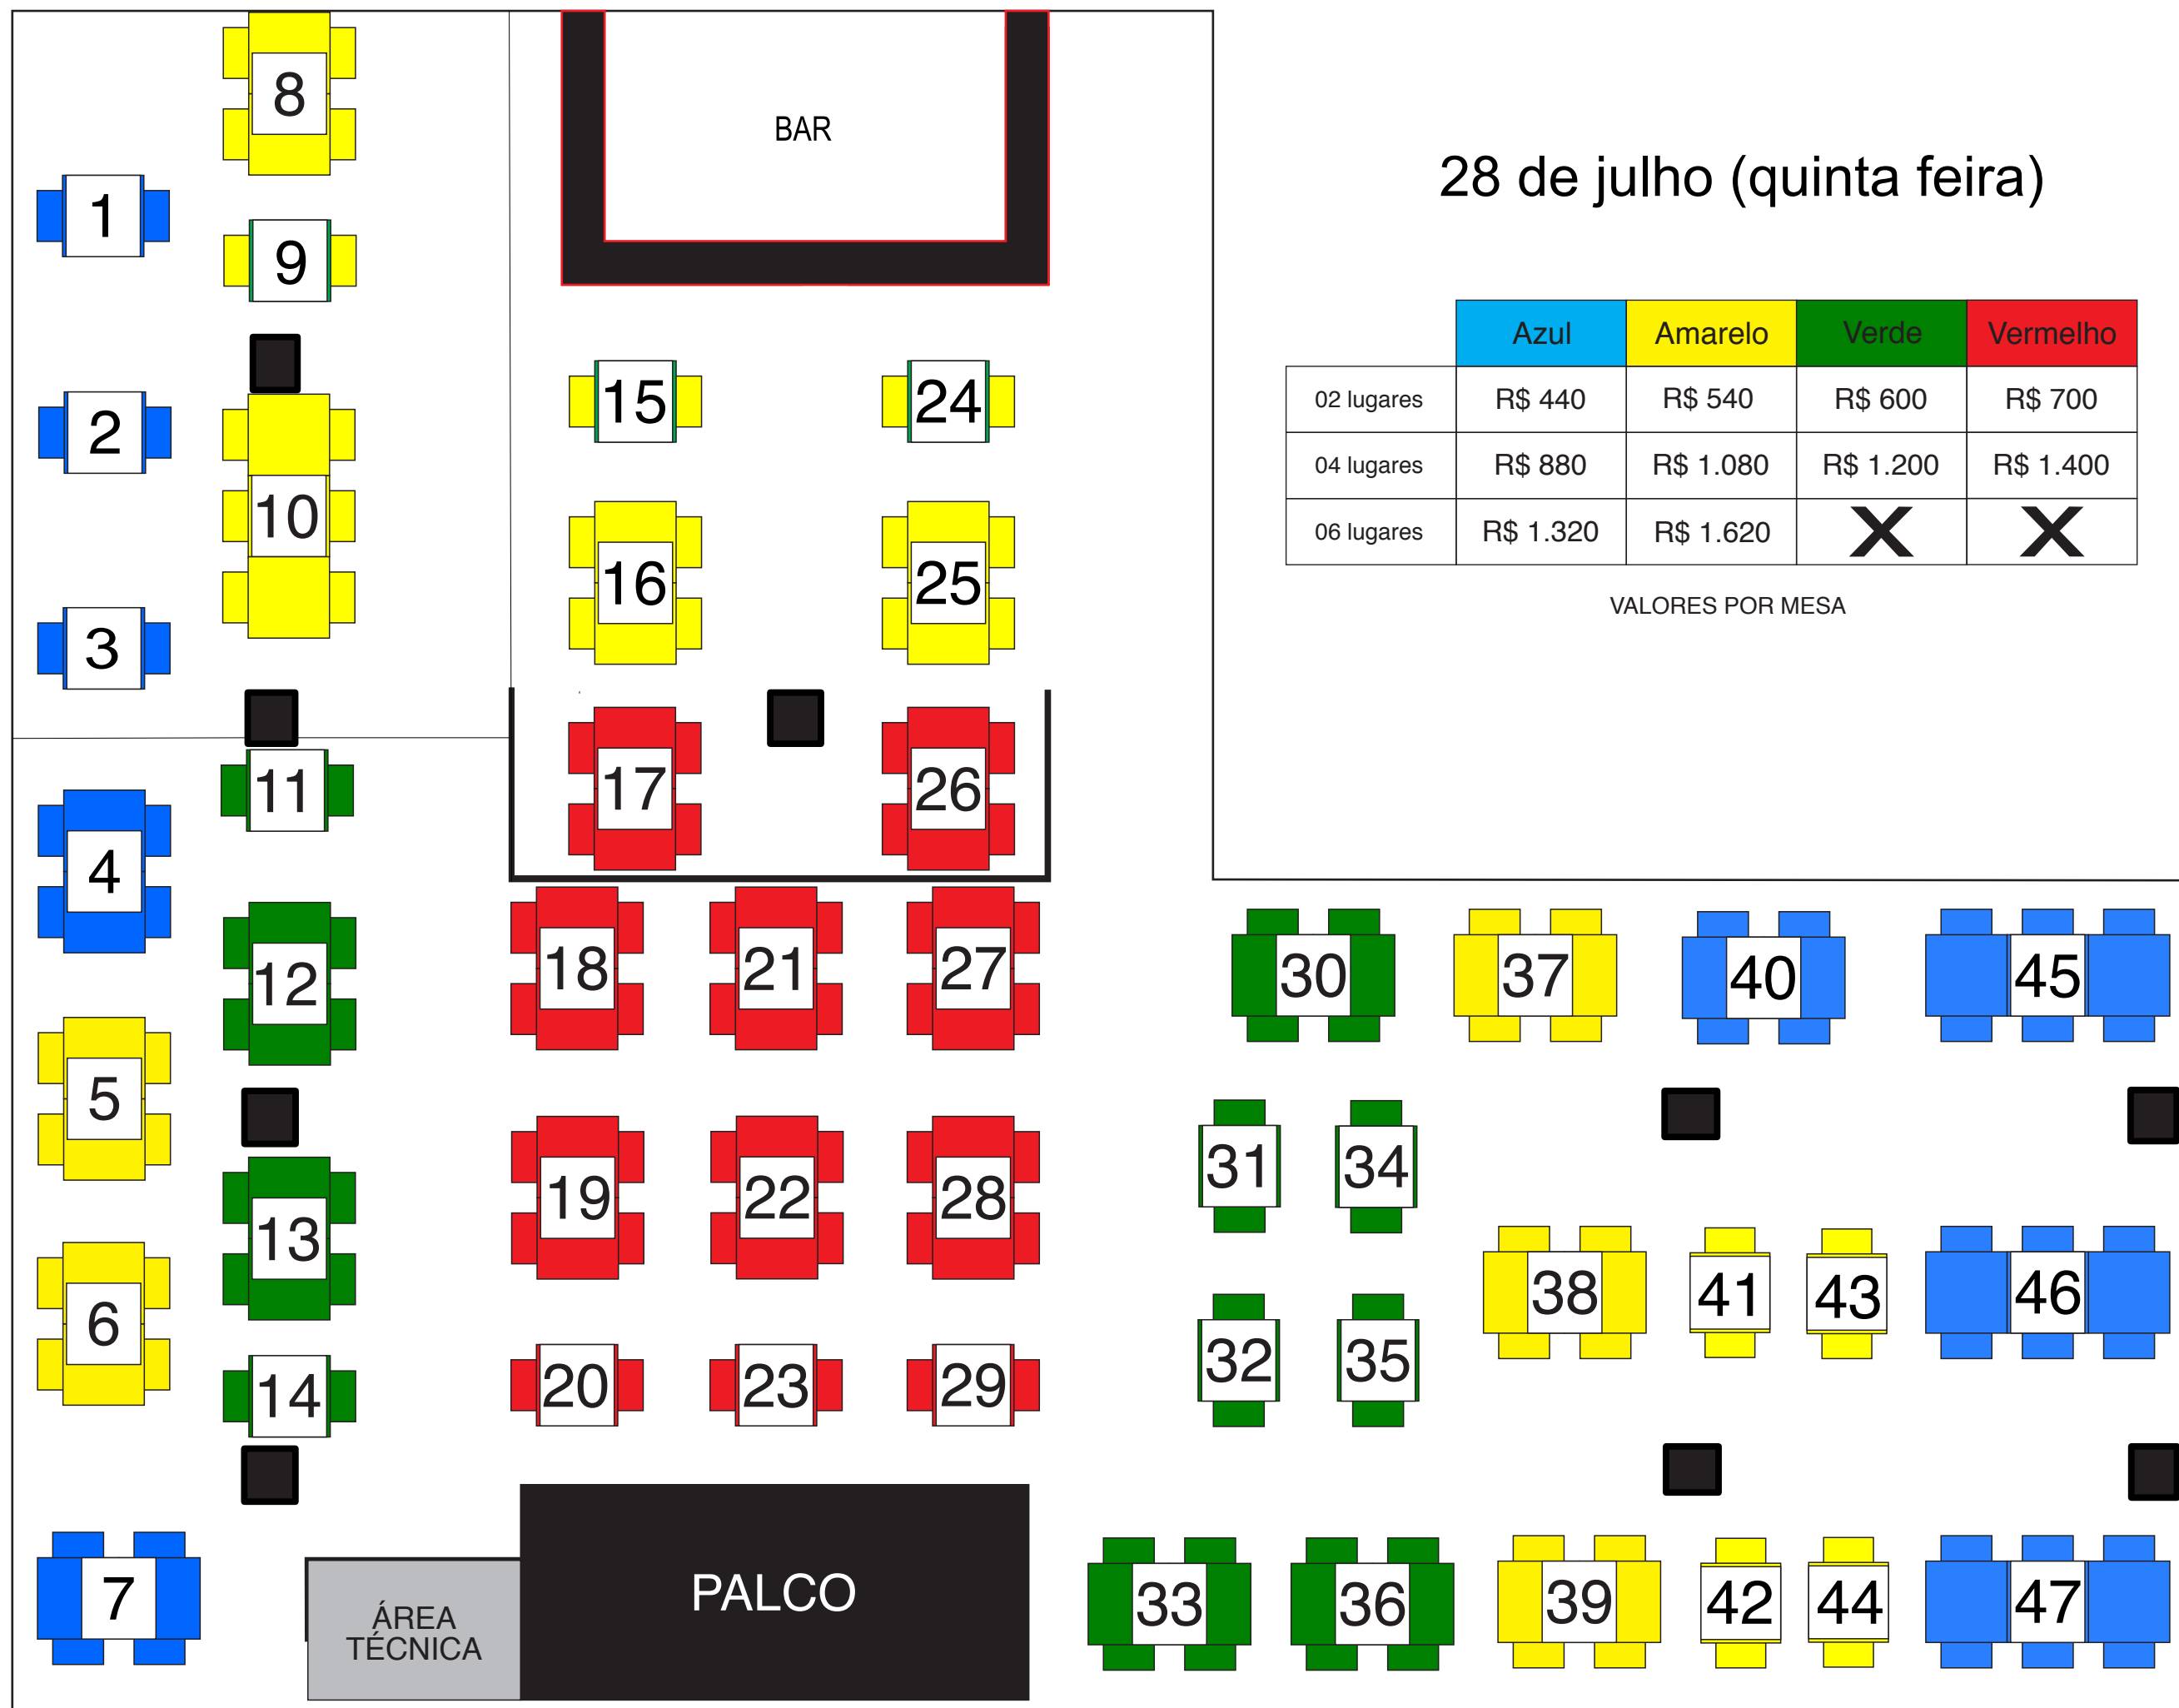 8
BAR
28 de julho (quinta feira)
1
9
Azul Amarelo Verde Vermelho
02 lugares R$ 440 R$ 540 R$ 600 R$ 700
04 lugares R$ 880 R$ 1.080 R$ 1.200 R$ 1.400
06 lugares R$ 1.320 R$ 1.620 X X
VALORES POR MESA
15 24
2
10
16 25
3
11
17 26
4
12
18 21 27
30 37 40 45
5
31 34
13
19 22 28
6
38 41 43 46
32 35
14
20 23 29
7
ÁREA
TÉCNICA
PALCO
33 36 39 42 44 47